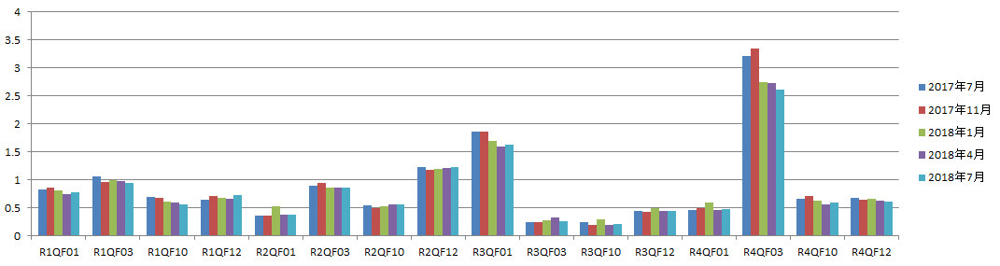 4
3.5
3
2.5
2
1.5
1
0.5
0
R1QF01 R1QF03 R1QF10 R1QF12 R2QF01 R2QF03 R2QF10 R2QF12 R3QF01 R3QF03 R3QF10 R3QF12 R4QF01 R4QF03 R4QF10 R4QF12
2017年7月
2017年11月
2018年1月
2018年4月
2018年7月